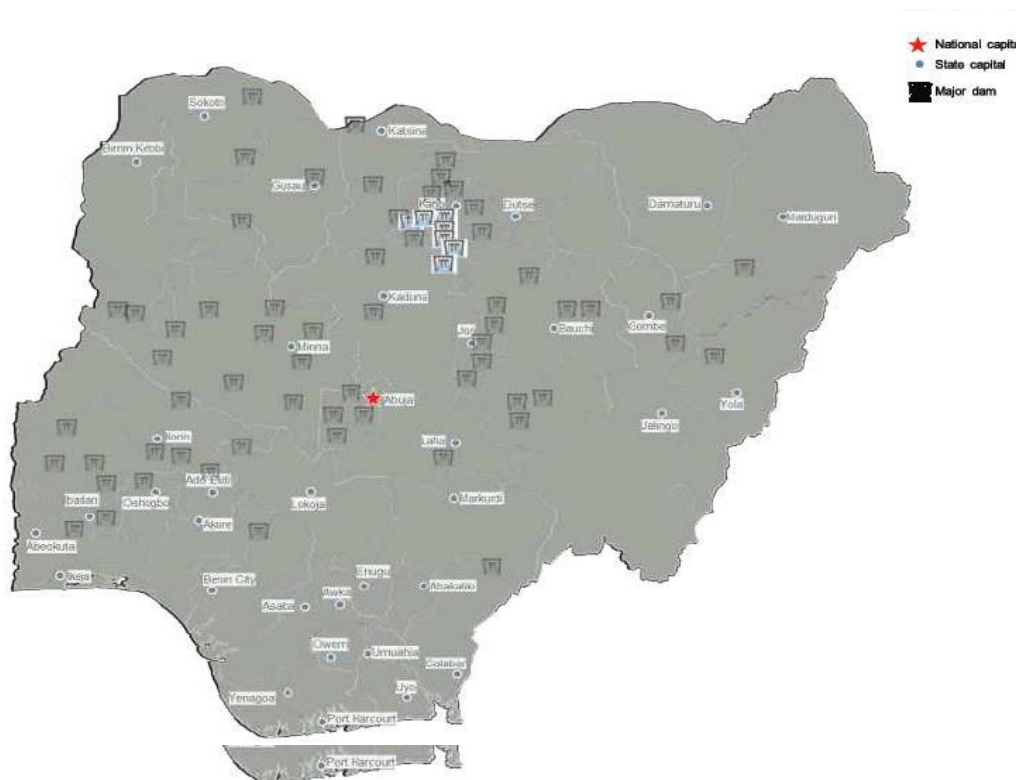 National capita
State capital
Major dam
Sokoto
Katsina
Birnin Kebbi
Gusau
Kano
Dutse
Damaturu
Maiduguri
Kaduna
Gombe
Bauchi
Jos
Minna
Abuja
Yola
Jalingo
Ilorin
Lafia
Ado Ekiti
Oshogbo
Lokoja
Markurdi
Ibadan
Akure
Abeokuta
Ikeja
Benin City
Enugu
Abakaliki
Awka
Asaba
Owerri
Umuahia
Calabar
Yenagoa
Uyo
Port Harcourt
Port Harcourt